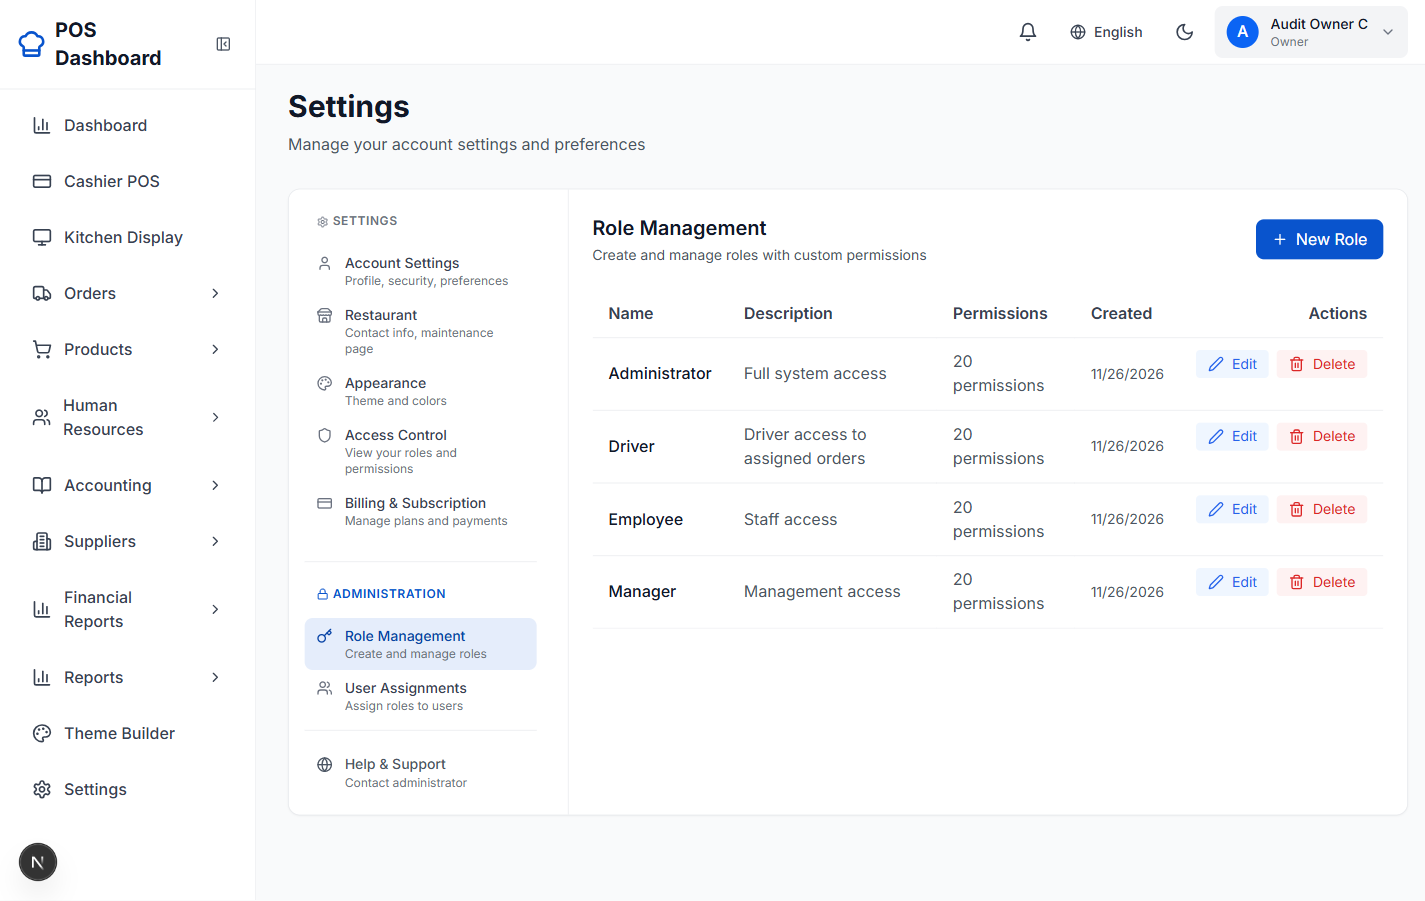 POS
Dashboard
Dashboard
Cashier POS
Kitchen Display
Orders
Products
Human
Resources
Accounting
Suppliers
Financial
Reports
Reports
Theme Builder
Settings
N
English
A
Audit Owner C
Owner
Settings
Manage your account settings and preferences
SETTINGS
Account Settings
Profile, security, preferences
Restaurant
Contact info, maintenance
page
Appearance
Theme and colors
Access Control
View your roles and
permissions
Billing & Subscription
Manage plans and payments
ADMINISTRATION
Role Management
Create and manage roles
User Assignments
Assign roles to users
Help & Support
Contact administrator
Role Management
Create and manage roles with custom permissions
+ New Role
Name Description Permissions Created Actions
Administrator Full system access 20 permissions 11/26/2026 Edit Delete
Driver Driver access to assigned orders 20 permissions 11/26/2026 Edit Delete
Employee Staff access 20 permissions 11/26/2026 Edit Delete
Manager Management access 20 permissions 11/26/2026 Edit Delete